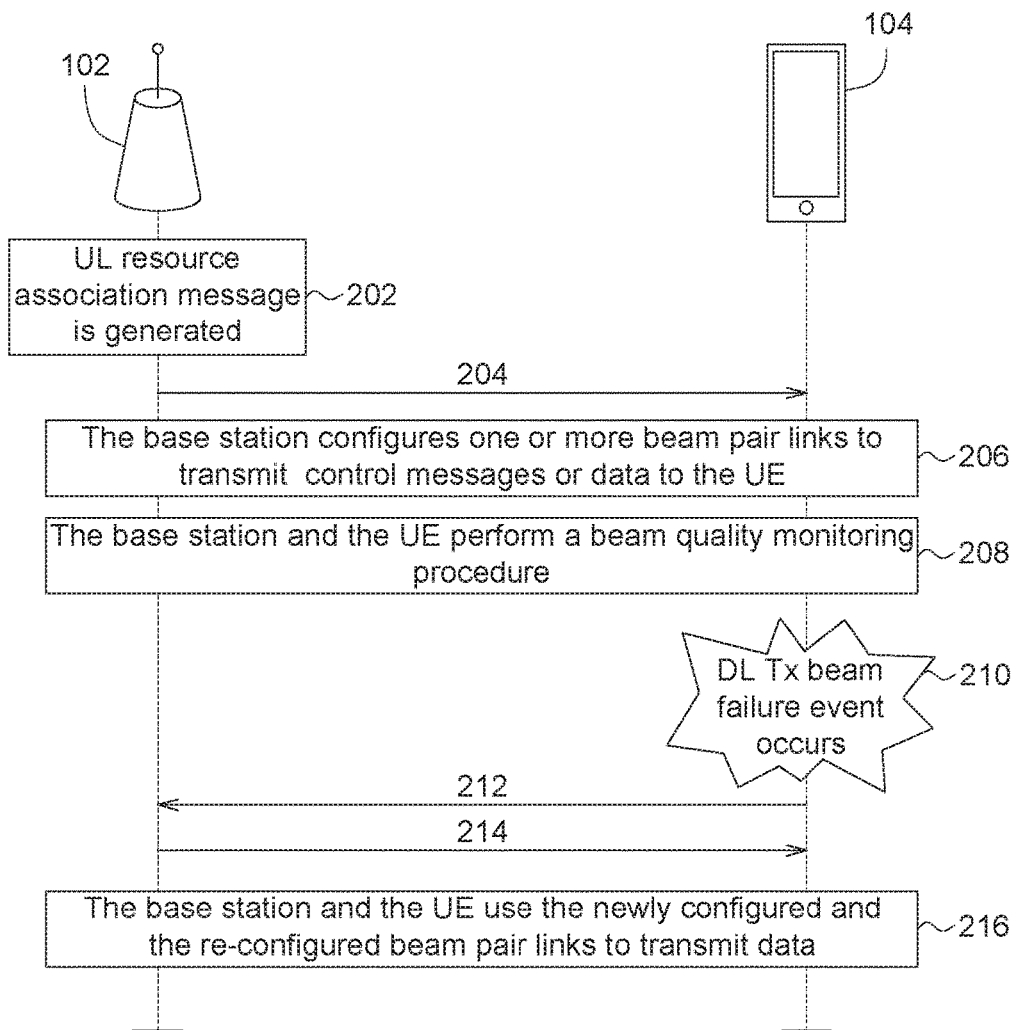 102
104
UL resource
association message
is generated
202
204
The base station configures one or more beam pair links to
transmit control messages or data to the UE
206
The base station and the UE perform a beam quality monitoring
procedure
208
DL Tx beam
failure event
occurs
210
212
214
The base station and the UE use the newly configured and
the re-configured beam pair links to transmit data
216